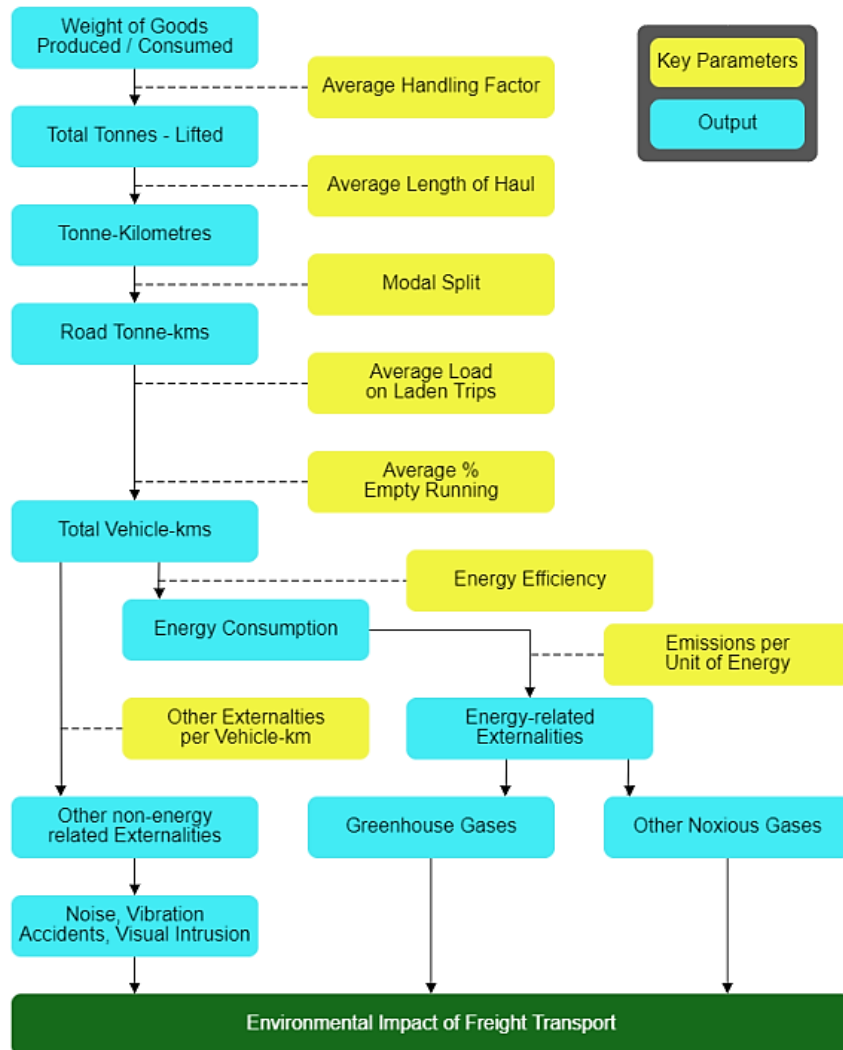 Weight of Goods
Produced / Consumed
Key Parameters
Average Handling Factor
Output
Total Tonnes - Lifted
Average Length of Haul
Tonne-Kilometres
Modal Split
Road Tonne-kms
Average Load
on Laden Trips
Average %
Empty Running
Total Vehicle-kms
Energy Efficiency
Energy Consumption
Emissions per
Unit of Energy
Other Externalties
per Vehicle-km
Energy-related
Externalities
Other non-energy
related Externalities
Greenhouse Gases
Other Noxious Gases
Noise, Vibration
Accidents, Visual Intrusion
Environmental Impact of Freight Transport